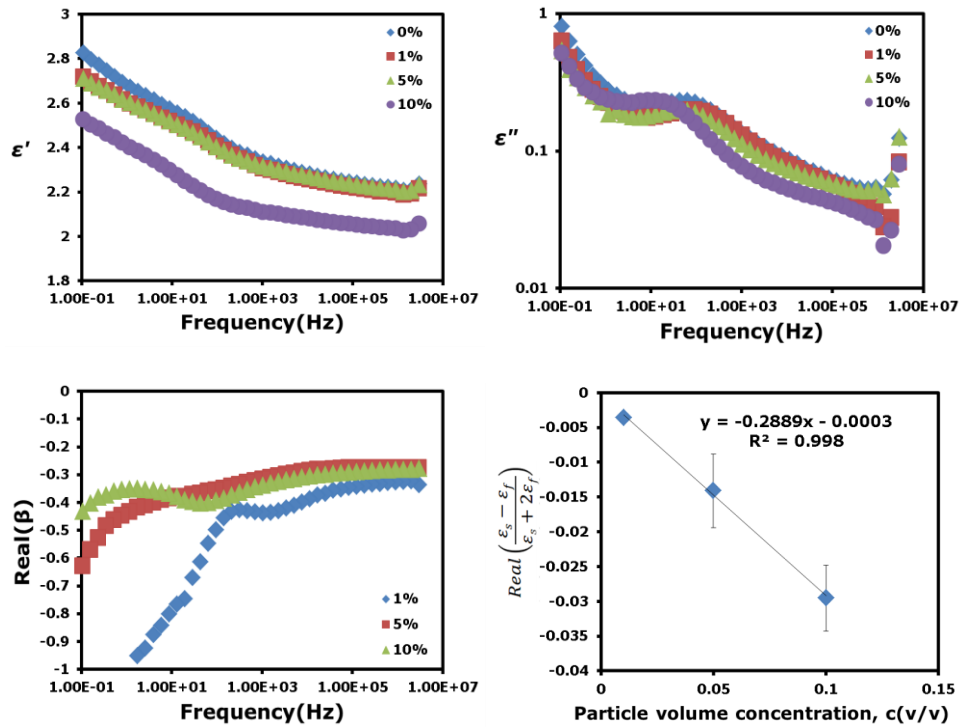 3
2.8
2.6
2.4
2.2
2
1.8
ε′
1.00E-01 1.00E+01 1.00E+03 1.00E+05 1.00E+07
Frequency(Hz)
0%
1%
5%
10%
1
0.1
0.01
ε″
1.00E-01 1.00E+01 1.00E+03 1.00E+05 1.00E+07
Frequency(Hz)
0%
1%
5%
10%
0
-0.1
-0.2
-0.3
-0.4
-0.5
-0.6
-0.7
-0.8
-0.9
-1
Real(β)
1.00E-01 1.00E+01 1.00E+03 1.00E+05 1.00E+07
Frequency(Hz)
1%
5%
10%
0
-0.005
-0.01
-0.015
-0.02
-0.025
-0.03
-0.035
-0.04
Real (εs − εf / εs + 2εf)
y = -0.2889x - 0.0003
R² = 0.998
0 0.05 0.1 0.15
Particle volume concentration, c(v/v)